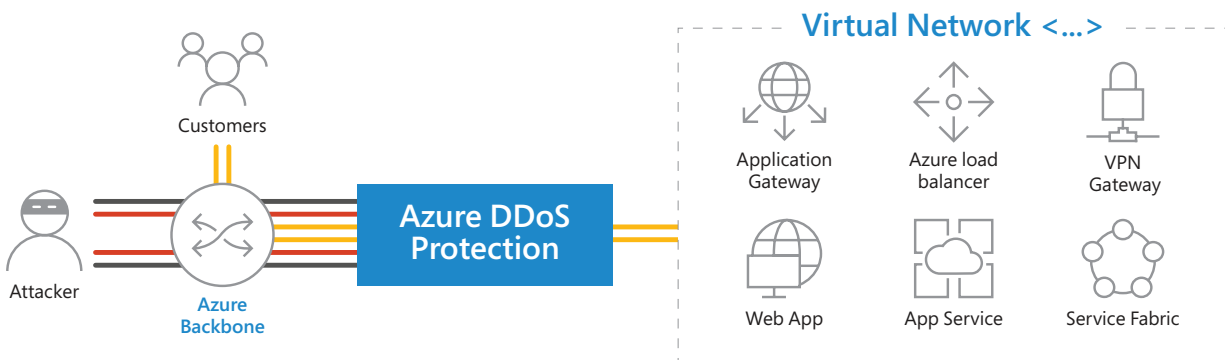 Virtual Network <...>
Customers
Attacker
Azure
Backbone
Azure DDoS
Protection
Application
Gateway
Azure load
balancer
VPN
Gateway
Web App
App Service
Service Fabric